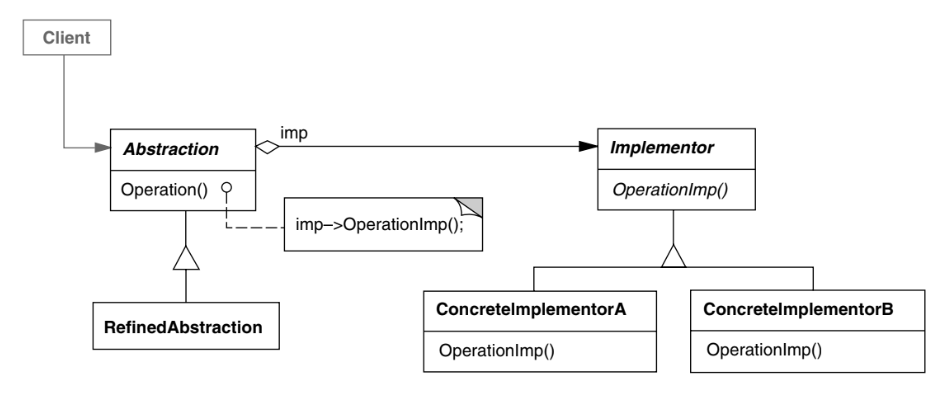 Client
Abstraction
Operation()
imp
Implementor
OperationImp()
imp–>OperationImp();
RefinedAbstraction
ConcreteImplementorA
OperationImp()
ConcreteImplementorB
OperationImp()